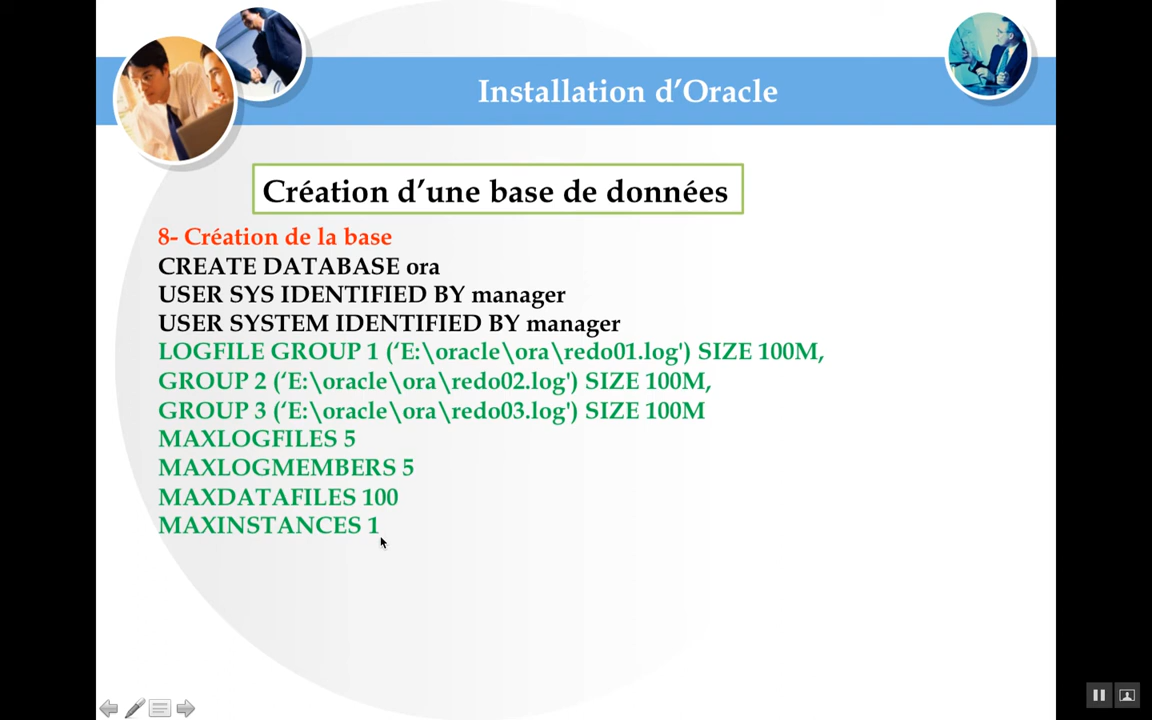 Installation d’Oracle
Création d’une base de données
8- Création de la base
CREATE DATABASE ora
USER SYS IDENTIFIED BY manager
USER SYSTEM IDENTIFIED BY manager
LOGFILE GROUP 1 (‘E:\oracle\ora\redo01.log') SIZE 100M,
GROUP 2 (‘E:\oracle\ora\redo02.log') SIZE 100M,
GROUP 3 (‘E:\oracle\ora\redo03.log') SIZE 100M
MAXLOGFILES 5
MAXLOGMEMBERS 5
MAXDATAFILES 100
MAXINSTANCES 1